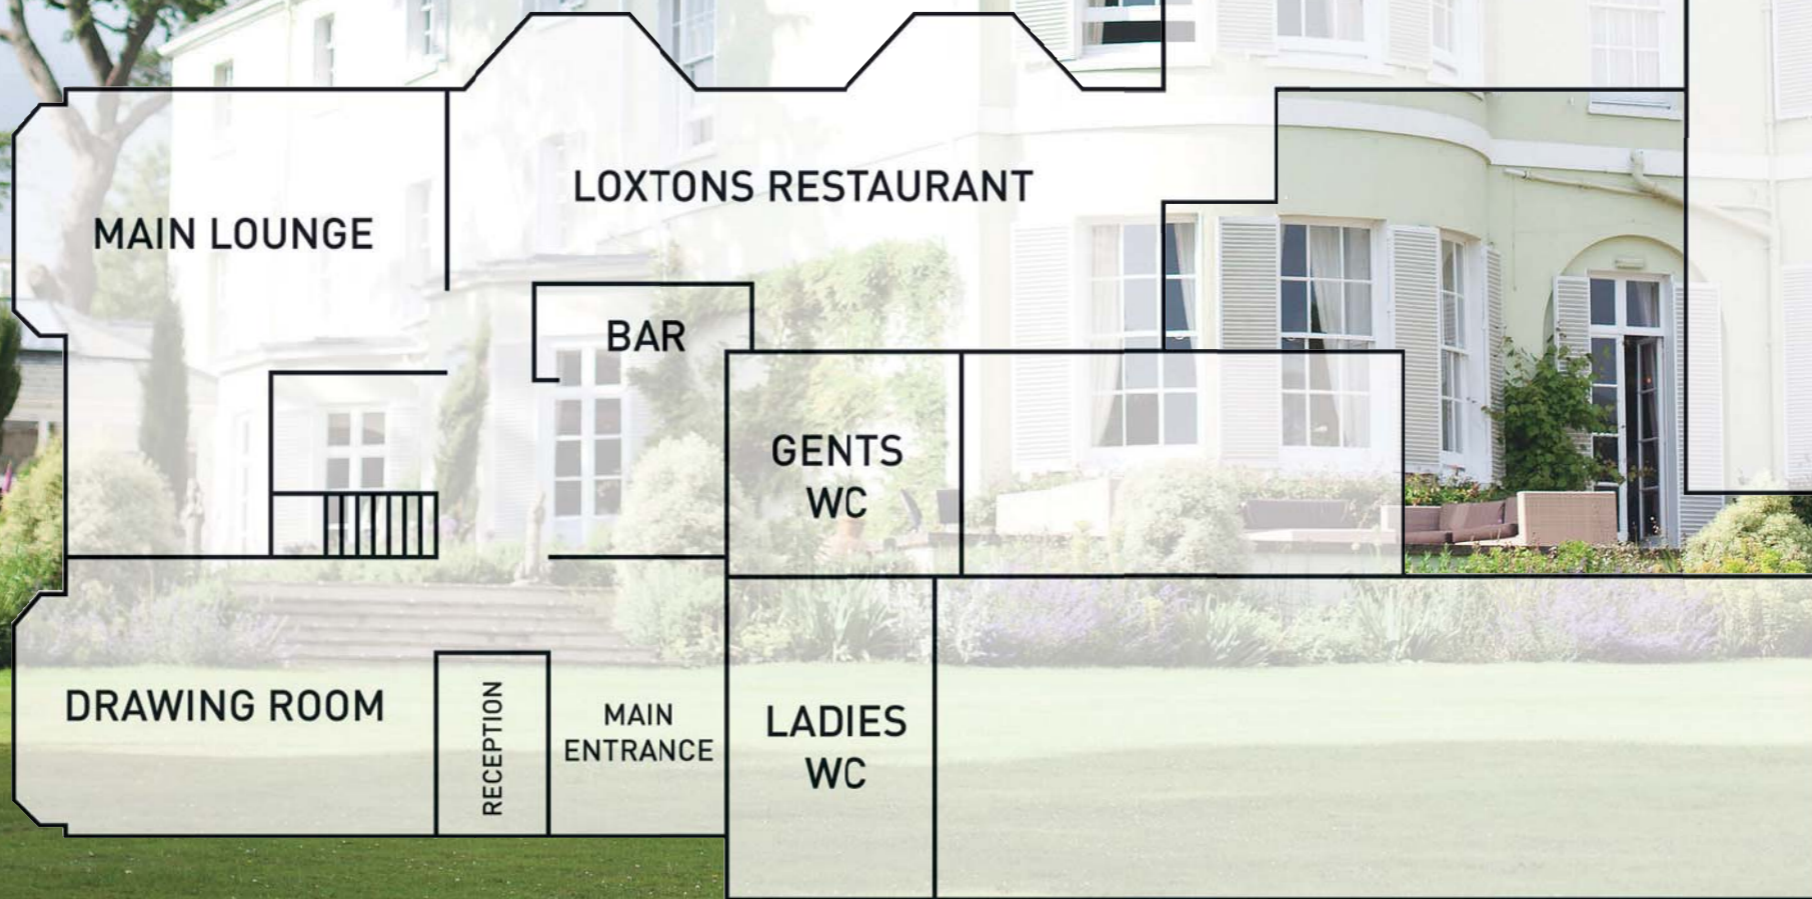 LOXTONS RESTAURANT
MAIN LOUNGE
BAR
GENTS
WC
DRAWING ROOM
RECEPTION
MAIN
ENTRANCE
LADIES
WC